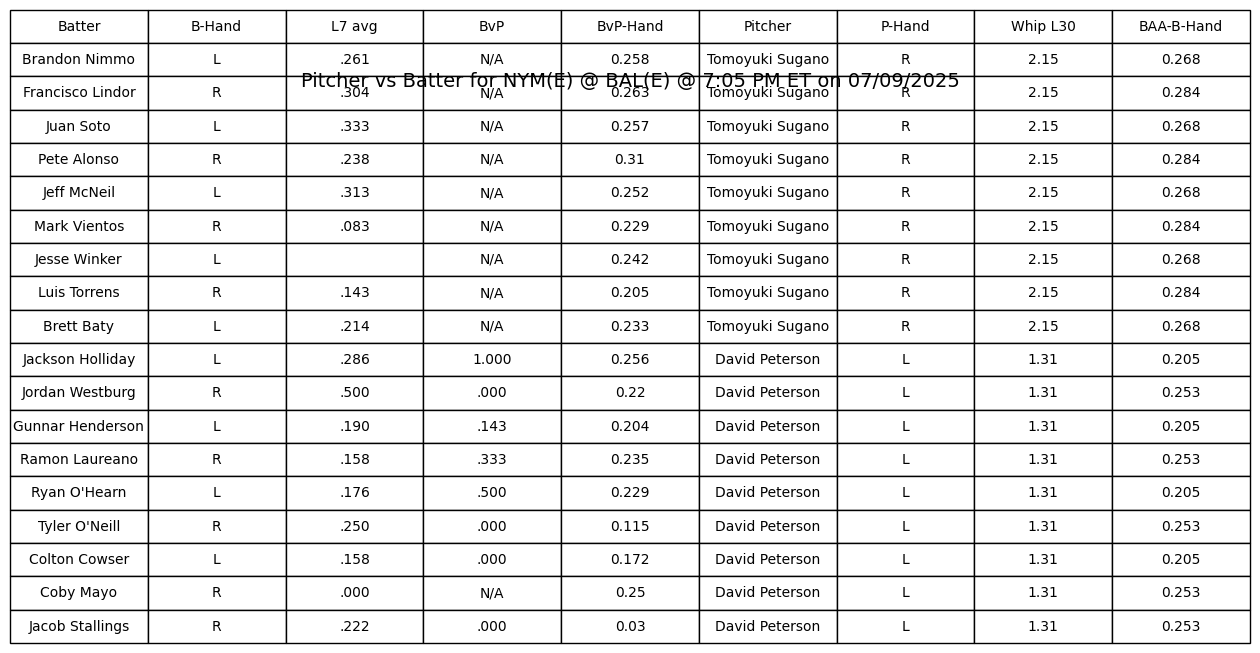 Batter B-Hand L7 avg BvP BvP-Hand Pitcher P-Hand Whip L30 BAA-B-Hand
Brandon Nimmo L .261 N/A 0.258 Tomoyuki Sugano R 2.15 0.268
Pitcher vs Batter for NYM(E) @ BAL(E) @ 7:05 PM ET on 07/09/2025
Francisco Lindor R .304 N/A 0.263 Tomoyuki Sugano R 2.15 0.284
Juan Soto L .333 N/A 0.257 Tomoyuki Sugano R 2.15 0.268
Pete Alonso R .238 N/A 0.31 Tomoyuki Sugano R 2.15 0.284
Jeff McNeil L .313 N/A 0.252 Tomoyuki Sugano R 2.15 0.268
Mark Vientos R .083 N/A 0.229 Tomoyuki Sugano R 2.15 0.284
Jesse Winker L N/A 0.242 Tomoyuki Sugano R 2.15 0.268
Luis Torrens R .143 N/A 0.205 Tomoyuki Sugano R 2.15 0.284
Brett Baty L .214 N/A 0.233 Tomoyuki Sugano R 2.15 0.268
Jackson Holliday L .286 1.000 0.256 David Peterson L 1.31 0.205
Jordan Westburg R .500 .000 0.22 David Peterson L 1.31 0.253
Gunnar Henderson L .190 .143 0.204 David Peterson L 1.31 0.205
Ramon Laureano R .158 .333 0.235 David Peterson L 1.31 0.253
Ryan O'Hearn L .176 .500 0.229 David Peterson L 1.31 0.205
Tyler O'Neill R .250 .000 0.115 David Peterson L 1.31 0.253
Colton Cowser L .158 .000 0.172 David Peterson L 1.31 0.205
Coby Mayo R .000 N/A 0.25 David Peterson L 1.31 0.253
Jacob Stallings R .222 .000 0.03 David Peterson L 1.31 0.253